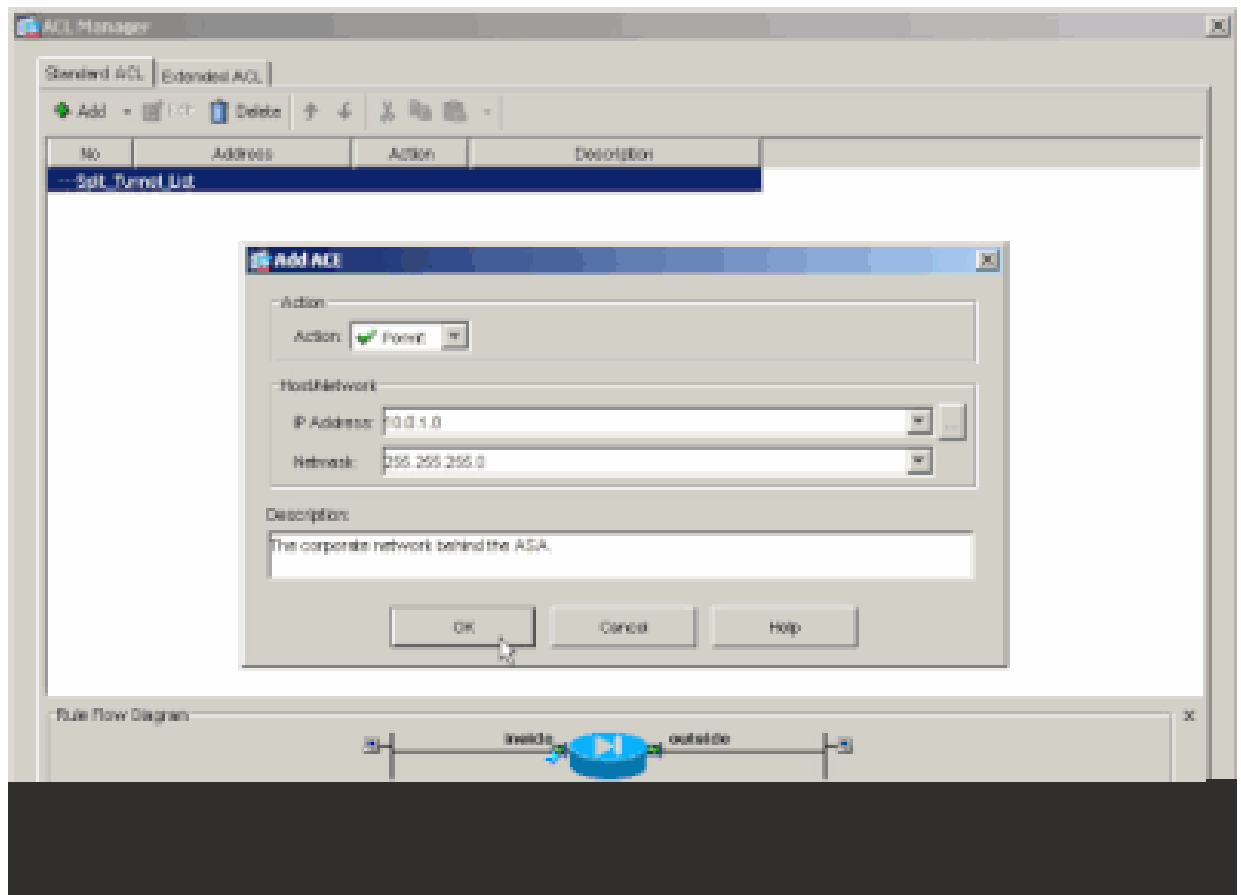 ACL Manager
Standard ACL Extended ACL
Add Edit Delete
No Address Action Description
Split_Tunnel_List
Add ACE
Action
Action: Permit
Host/Network
IP Address: 10.0.1.0 ...
Netmask: 255.255.255.0
Description:
The corporate network behind the ASA.
OK Cancel Help
Rule Flow Diagram
inside outside